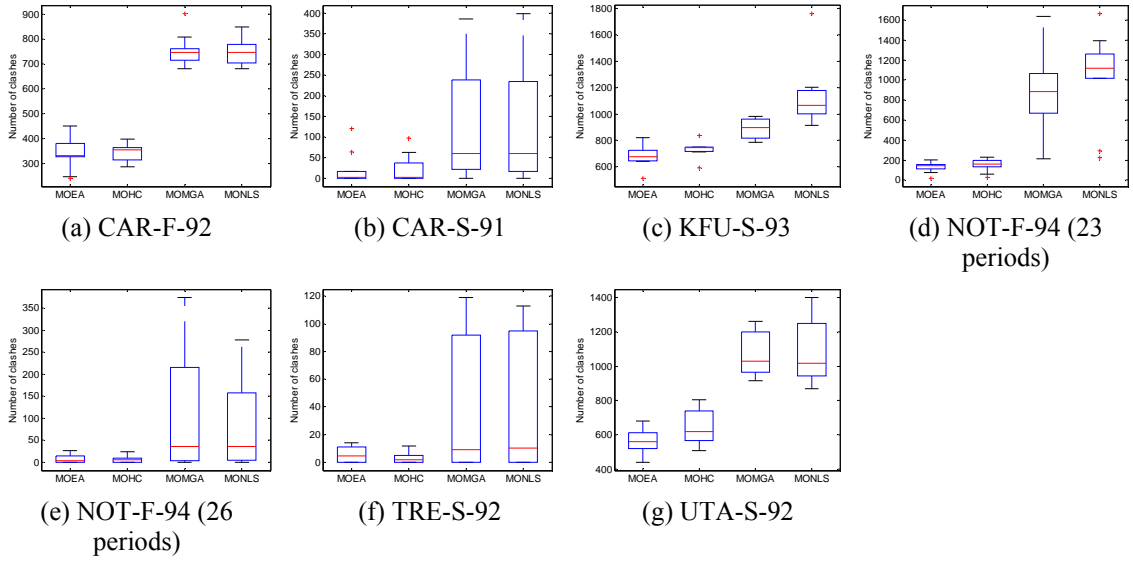 Number of clashes
900
800
700
600
500
400
300
MOEA MOHC MOMGA MONLS
(a) CAR-F-92
Number of clashes
400
350
300
250
200
150
100
50
0
MOEA MOHC MOMGA MONLS
(b) CAR-S-91
Number of clashes
1800
1600
1400
1200
1000
800
600
MOEA MOHC MOMGA MONLS
(c) KFU-S-93
Number of clashes
1600
1400
1200
1000
800
600
400
200
0
MOEA MOHC MOMGA MONLS
(d) NOT-F-94 (23
periods)
Number of clashes
350
300
250
200
150
100
50
0
MOEA MOHC MOMGA MONLS
(e) NOT-F-94 (26
periods)
Number of clashes
120
100
80
60
40
20
0
MOEA MOHC MOMGA MONLS
(f) TRE-S-92
Number of clashes
1400
1200
1000
800
600
400
MOEA MOHC MOMGA MONLS
(g) UTA-S-92